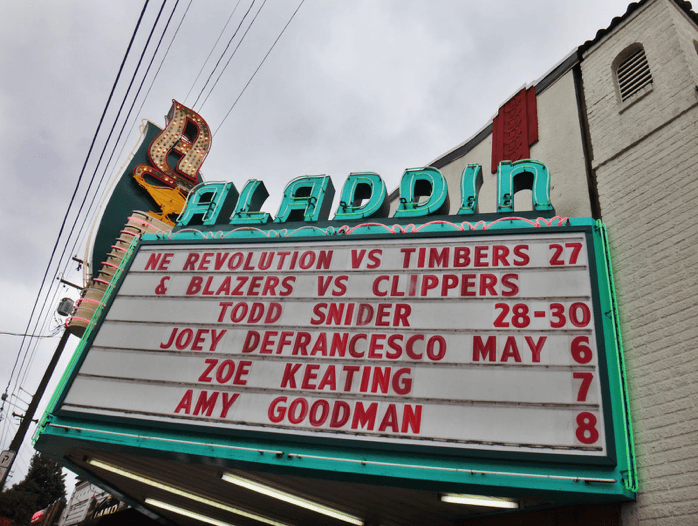 ALADDIN
NE REVOLUTION VS TIMBERS 27
& BLAZERS VS CLIPPERS
TODD SNIDER 28-30
JOEY DEFRANCESCO MAY 6
ZOE KEATING 7
AMY GOODMAN 8